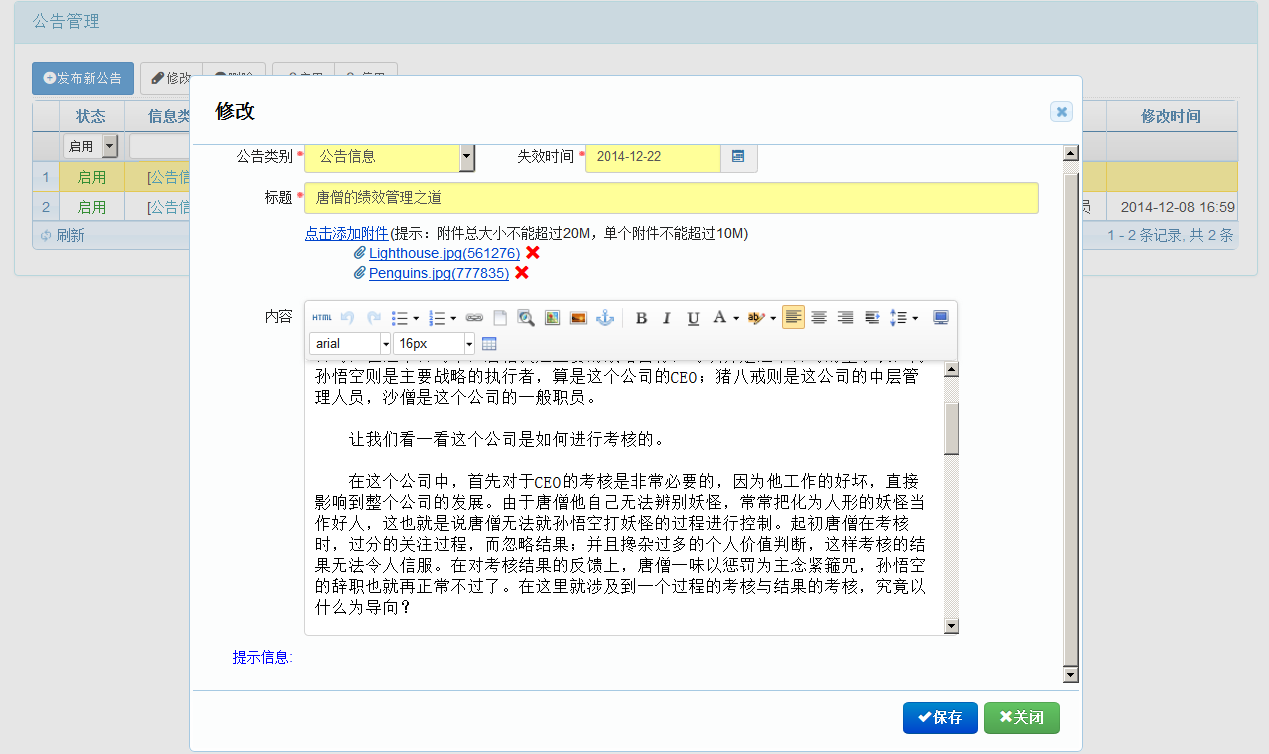 公告管理
发布新公告 修改
状态 信息类 修改时间
启用
1 启用 [公告信
2 启用 [公告信 员 2014-12-08 16:59
刷新 1 - 2 条记录, 共 2 条
修改
公告类别 * 公告信息 失效时间 * 2014-12-22
标题 * 唐僧的绩效管理之道
点击添加附件(提示：附件总大小不能超过20M，单个附件不能超过10M)
Lighthouse.jpg(561276)
Penguins.jpg(777835)
内容
HTML B I U A ab
arial 16px
孙悟空则是主要战略的执行者，算是这个公司的CEO；猪八戒则是这公司的中层管
理人员，沙僧是这个公司的一般职员。
让我们看一看这个公司是如何进行考核的。
在这个公司中，首先对于CEO的考核是非常必要的，因为他工作的好坏，直接
影响到整个公司的发展。由于唐僧他自己无法辨别妖怪，常常把化为人形的妖怪当
作好人，这也就是说唐僧无法就孙悟空打妖怪的过程进行控制。起初唐僧在考核
时，过分的关注过程，而忽略结果；并且搀杂过多的个人价值判断，这样考核的结
果无法令人信服。在对考核结果的反馈上，唐僧一味以惩罚为主念紧箍咒，孙悟空
的辞职也就再正常不过了。在这里就涉及到一个过程的考核与结果的考核，究竟以
什么为导向？
提示信息:
保存 关闭